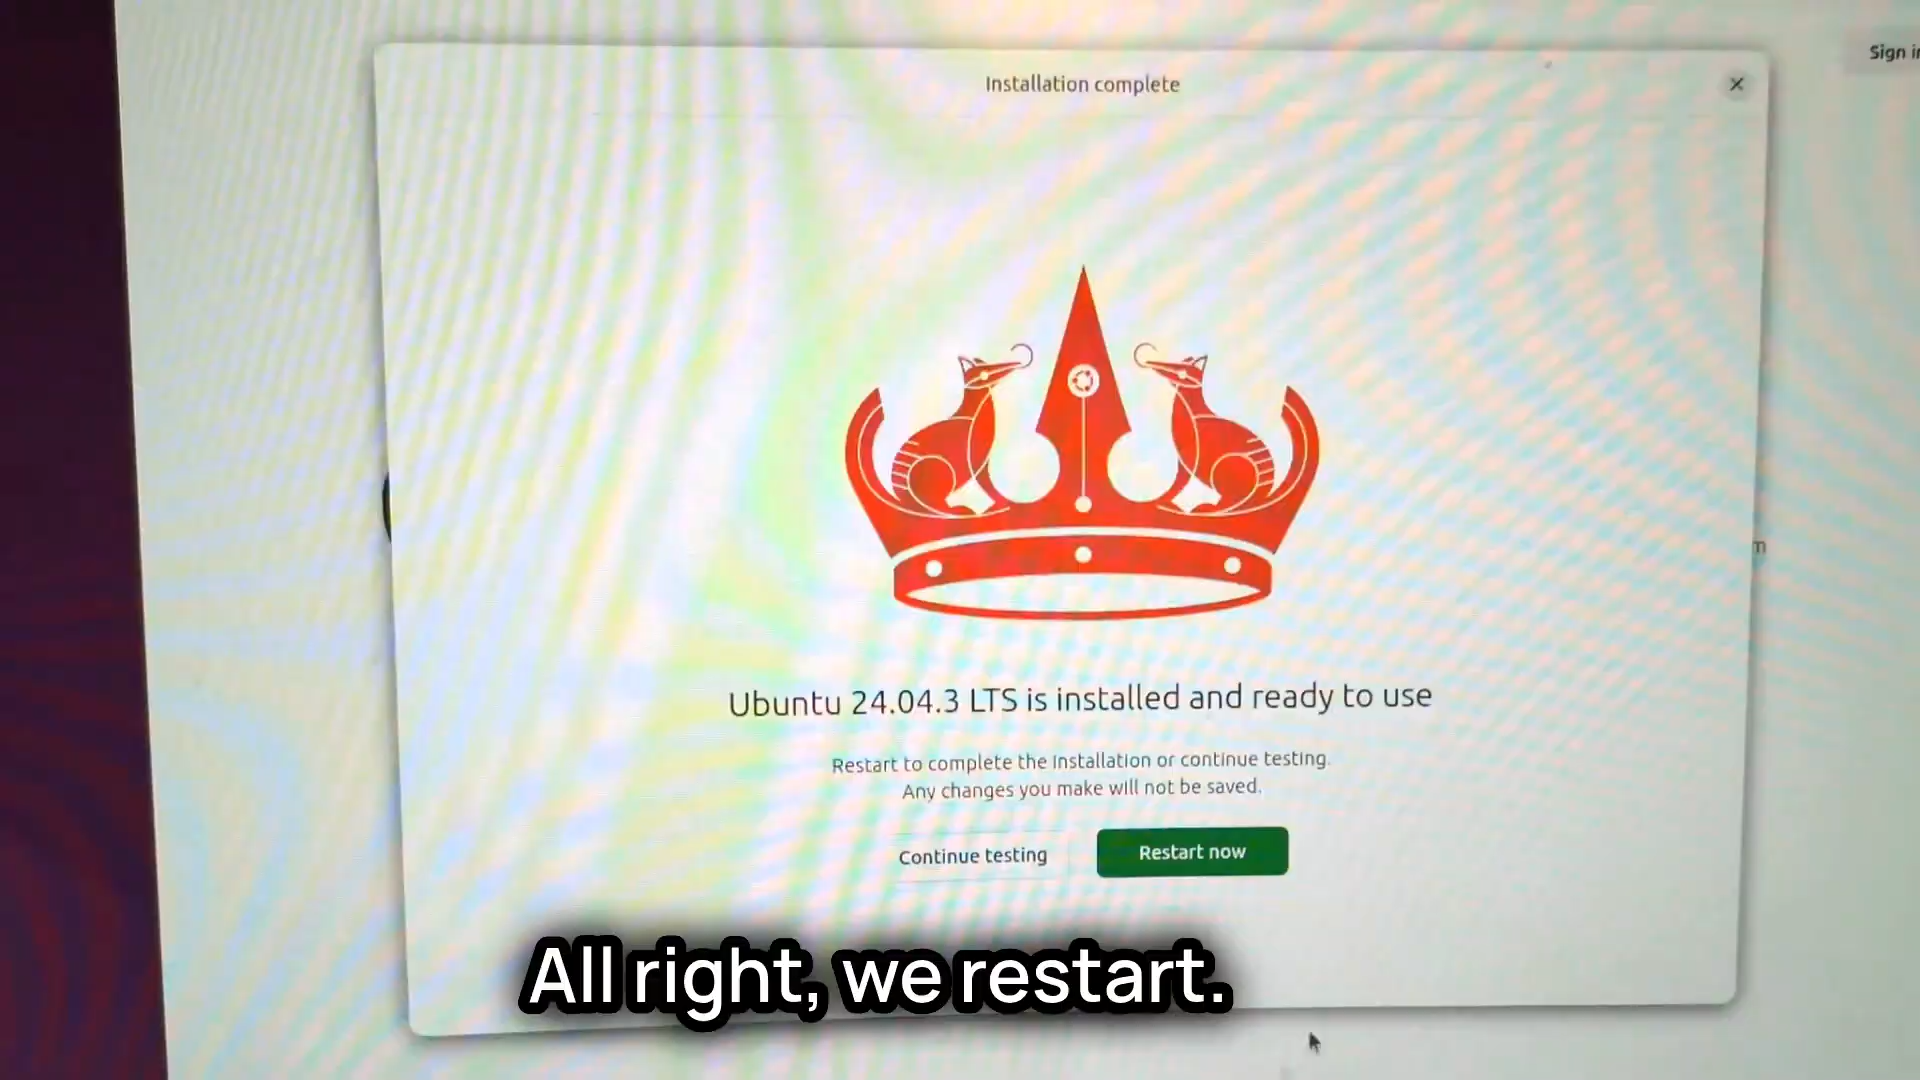 Sign in
Installation complete
Ubuntu 24.04.3 LTS is installed and ready to use
Restart to complete the installation or continue testing.
Any changes you make will not be saved.
Continue testing
Restart now
All right, we restart.